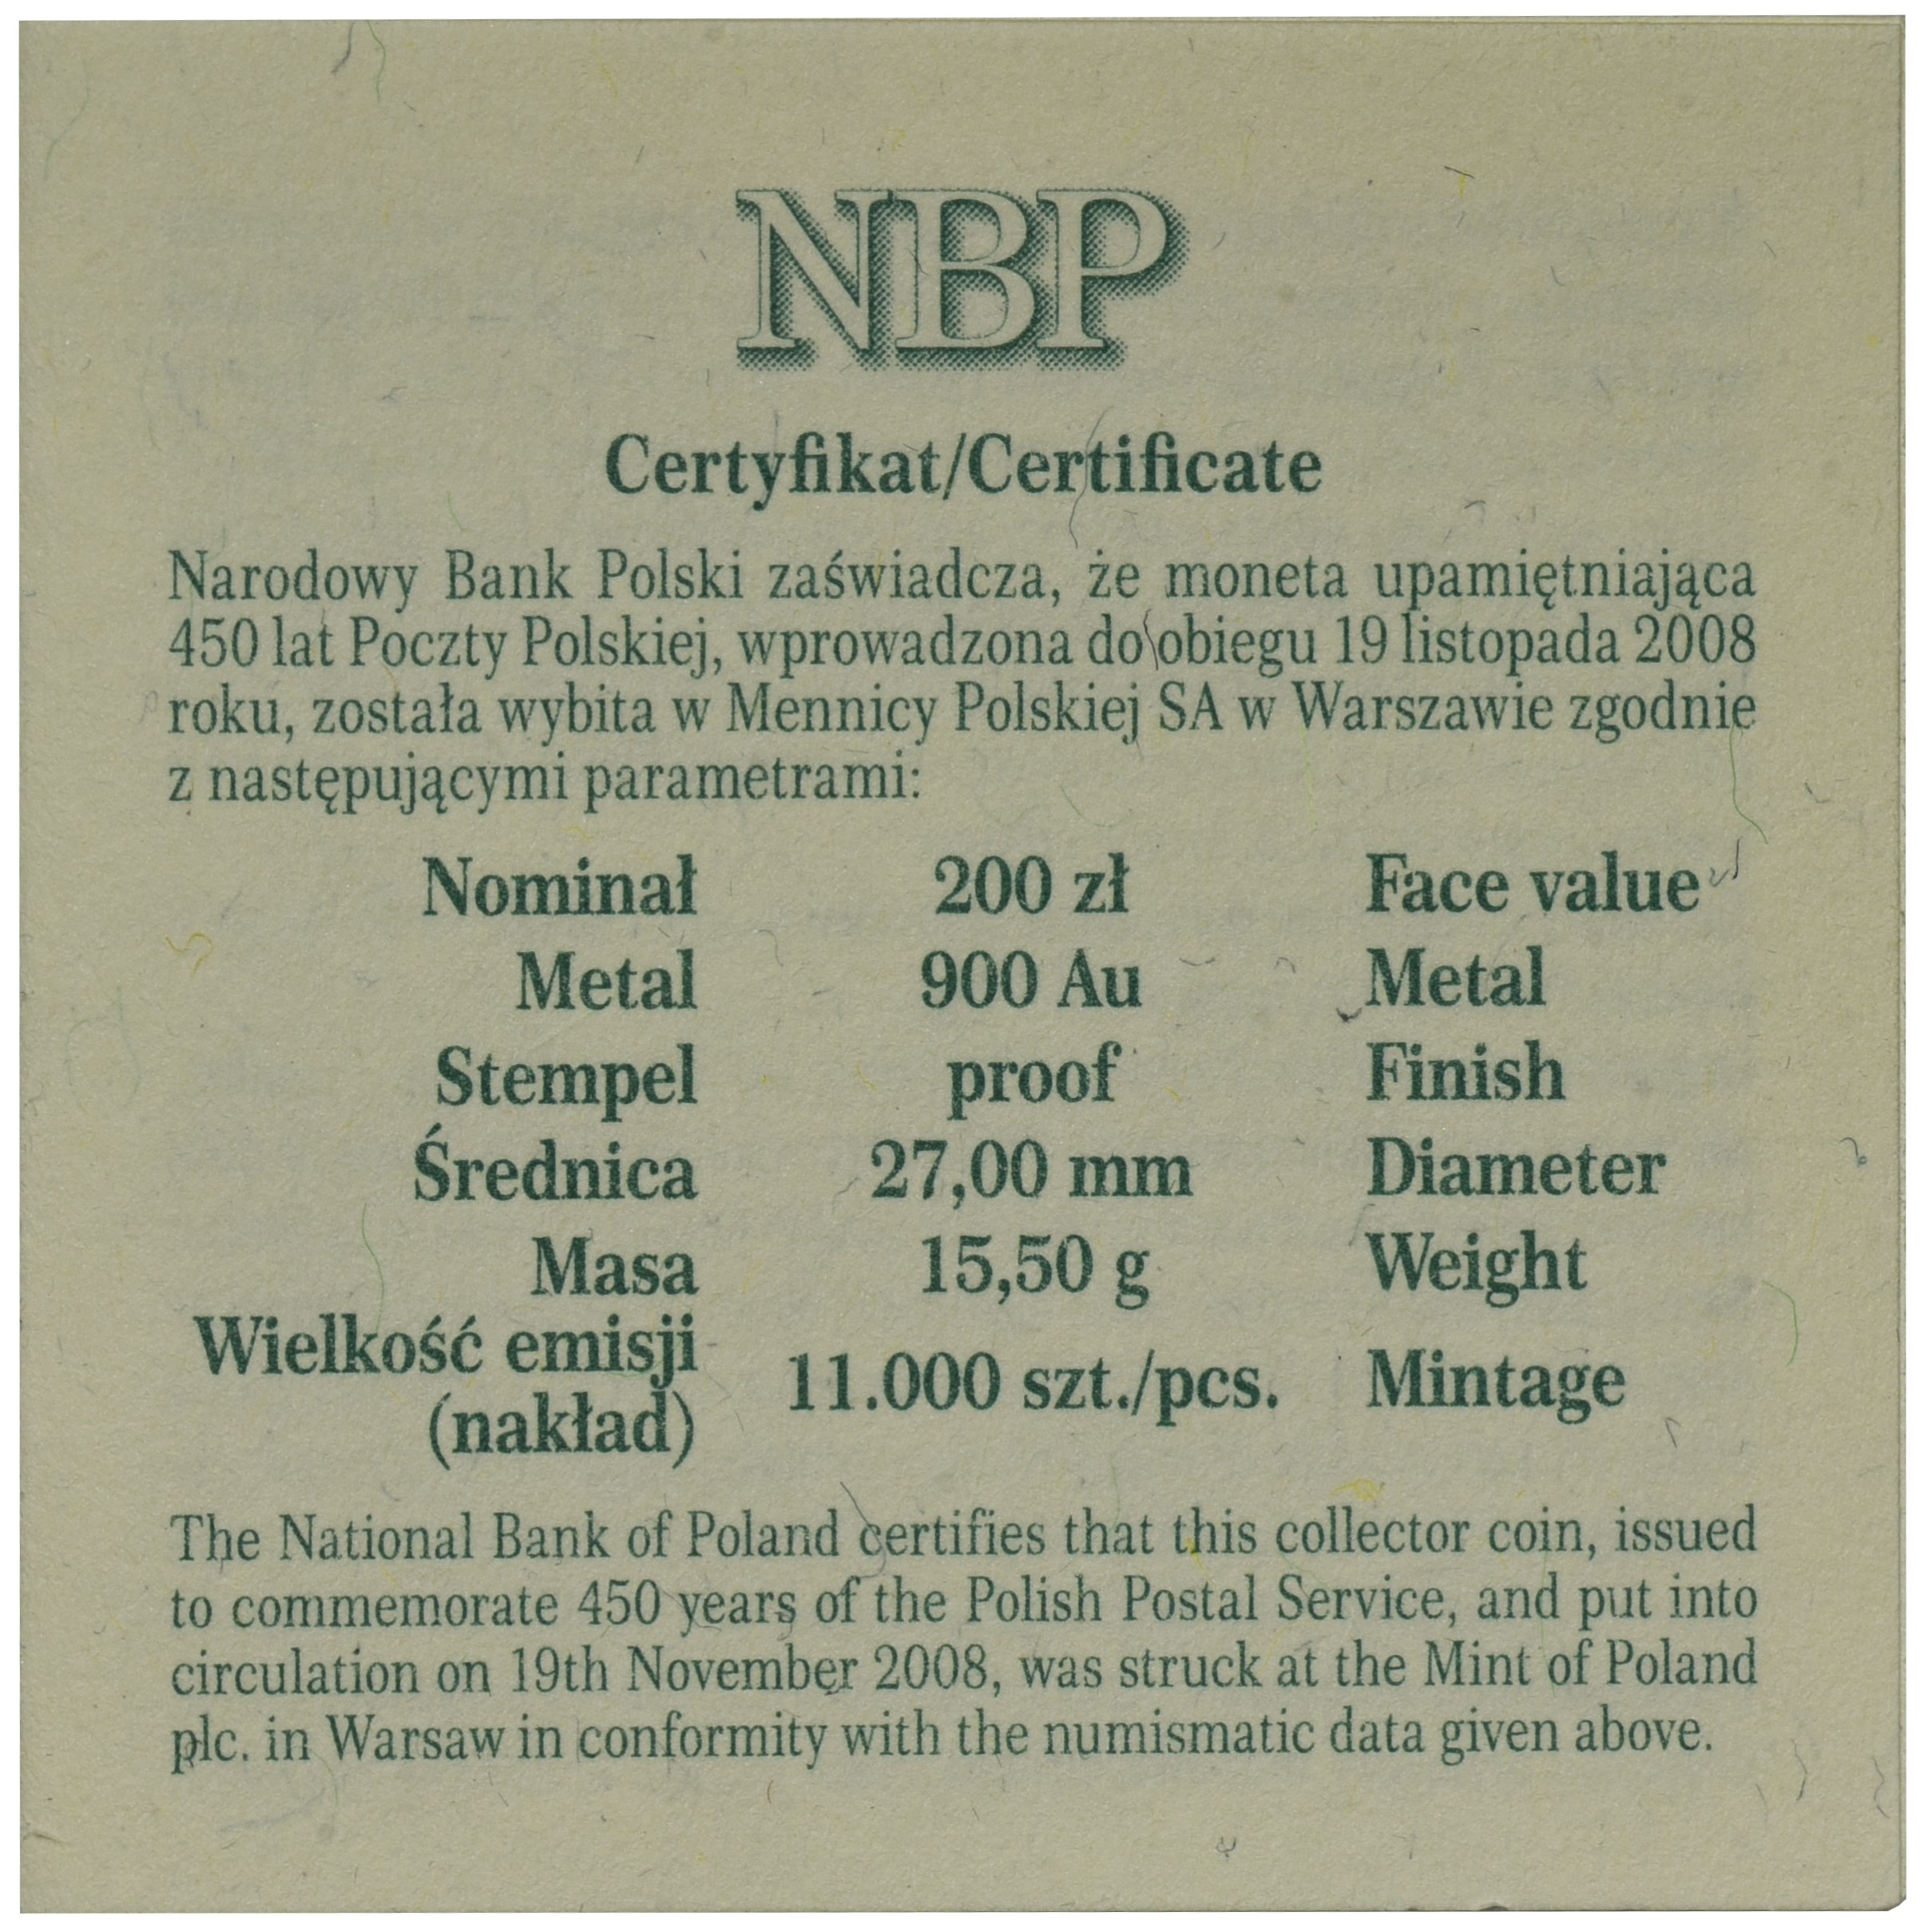 NBP
Certyfikat/Certificate
Narodowy Bank Polski zaświadcza, że moneta upamiętniająca
450 lat Poczty Polskiej, wprowadzona do obiegu 19 listopada 2008
roku, została wybita w Mennicy Polskiej SA w Warszawie zgodnie
z następującymi parametrami:
Nominał 200 zł Face value
Metal 900 Au Metal
Stempel proof Finish
Średnica 27,00 mm Diameter
Masa 15,50 g Weight
Wielkość emisji
(nakład) 11.000 szt./pcs. Mintage
The National Bank of Poland certifies that this collector coin, issued
to commemorate 450 years of the Polish Postal Service, and put into
circulation on 19th November 2008, was struck at the Mint of Poland
plc. in Warsaw in conformity with the numismatic data given above.